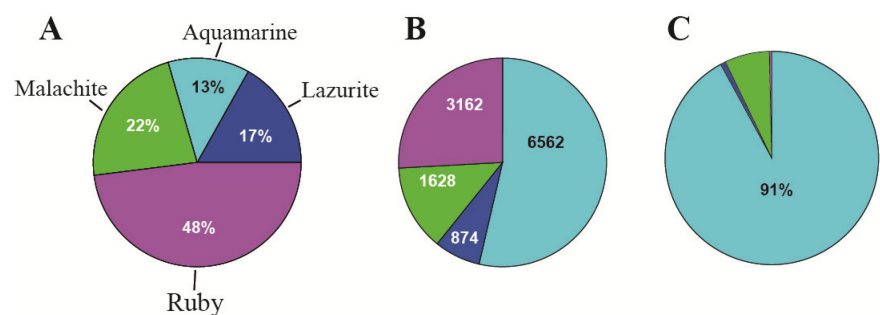 A
Aquamarine
Malachite
Lazurite
13%
22%
17%
48%
Ruby
B
3162
6562
1628
874
C
91%